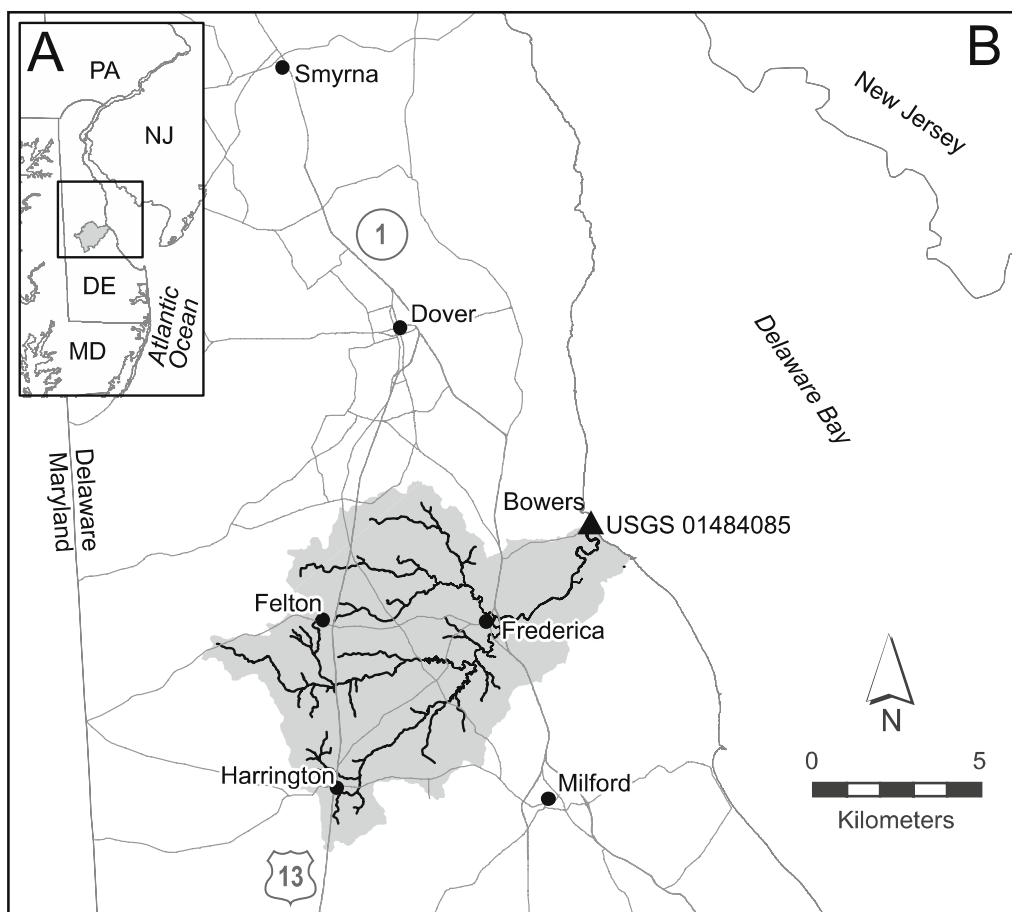 A
PA
NJ
DE
MD
Atlantic
Ocean
B
Smyrna
New Jersey
1
Dover
Delaware Bay
Delaware
Maryland
Bowers
USGS 01484085
Felton
Frederica
N
Harrington
Milford
0 5
Kilometers
13